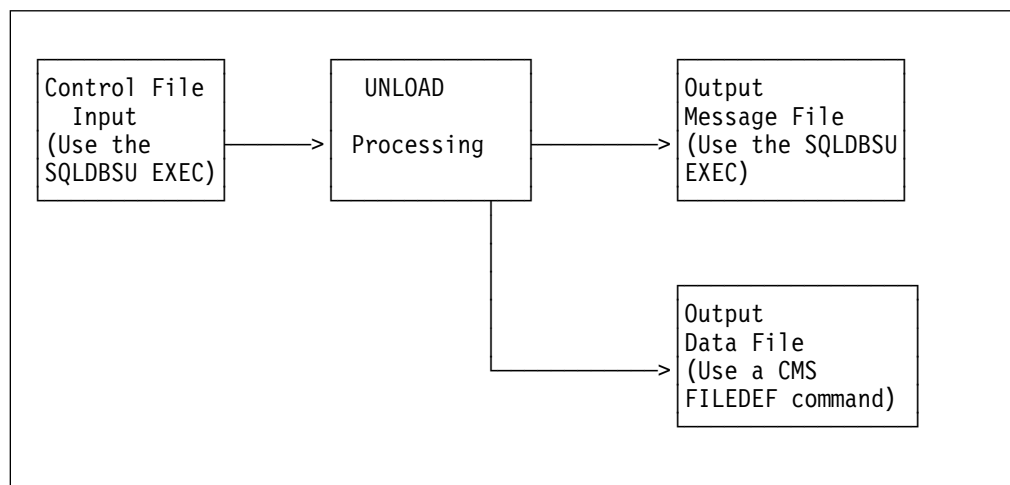 Control File
Input
(Use the
SQLDBSU EXEC)
UNLOAD
Processing
Output
Message File
(Use the SQLDBSU
EXEC)
Output
Data File
(Use a CMS
FILEDEF command)